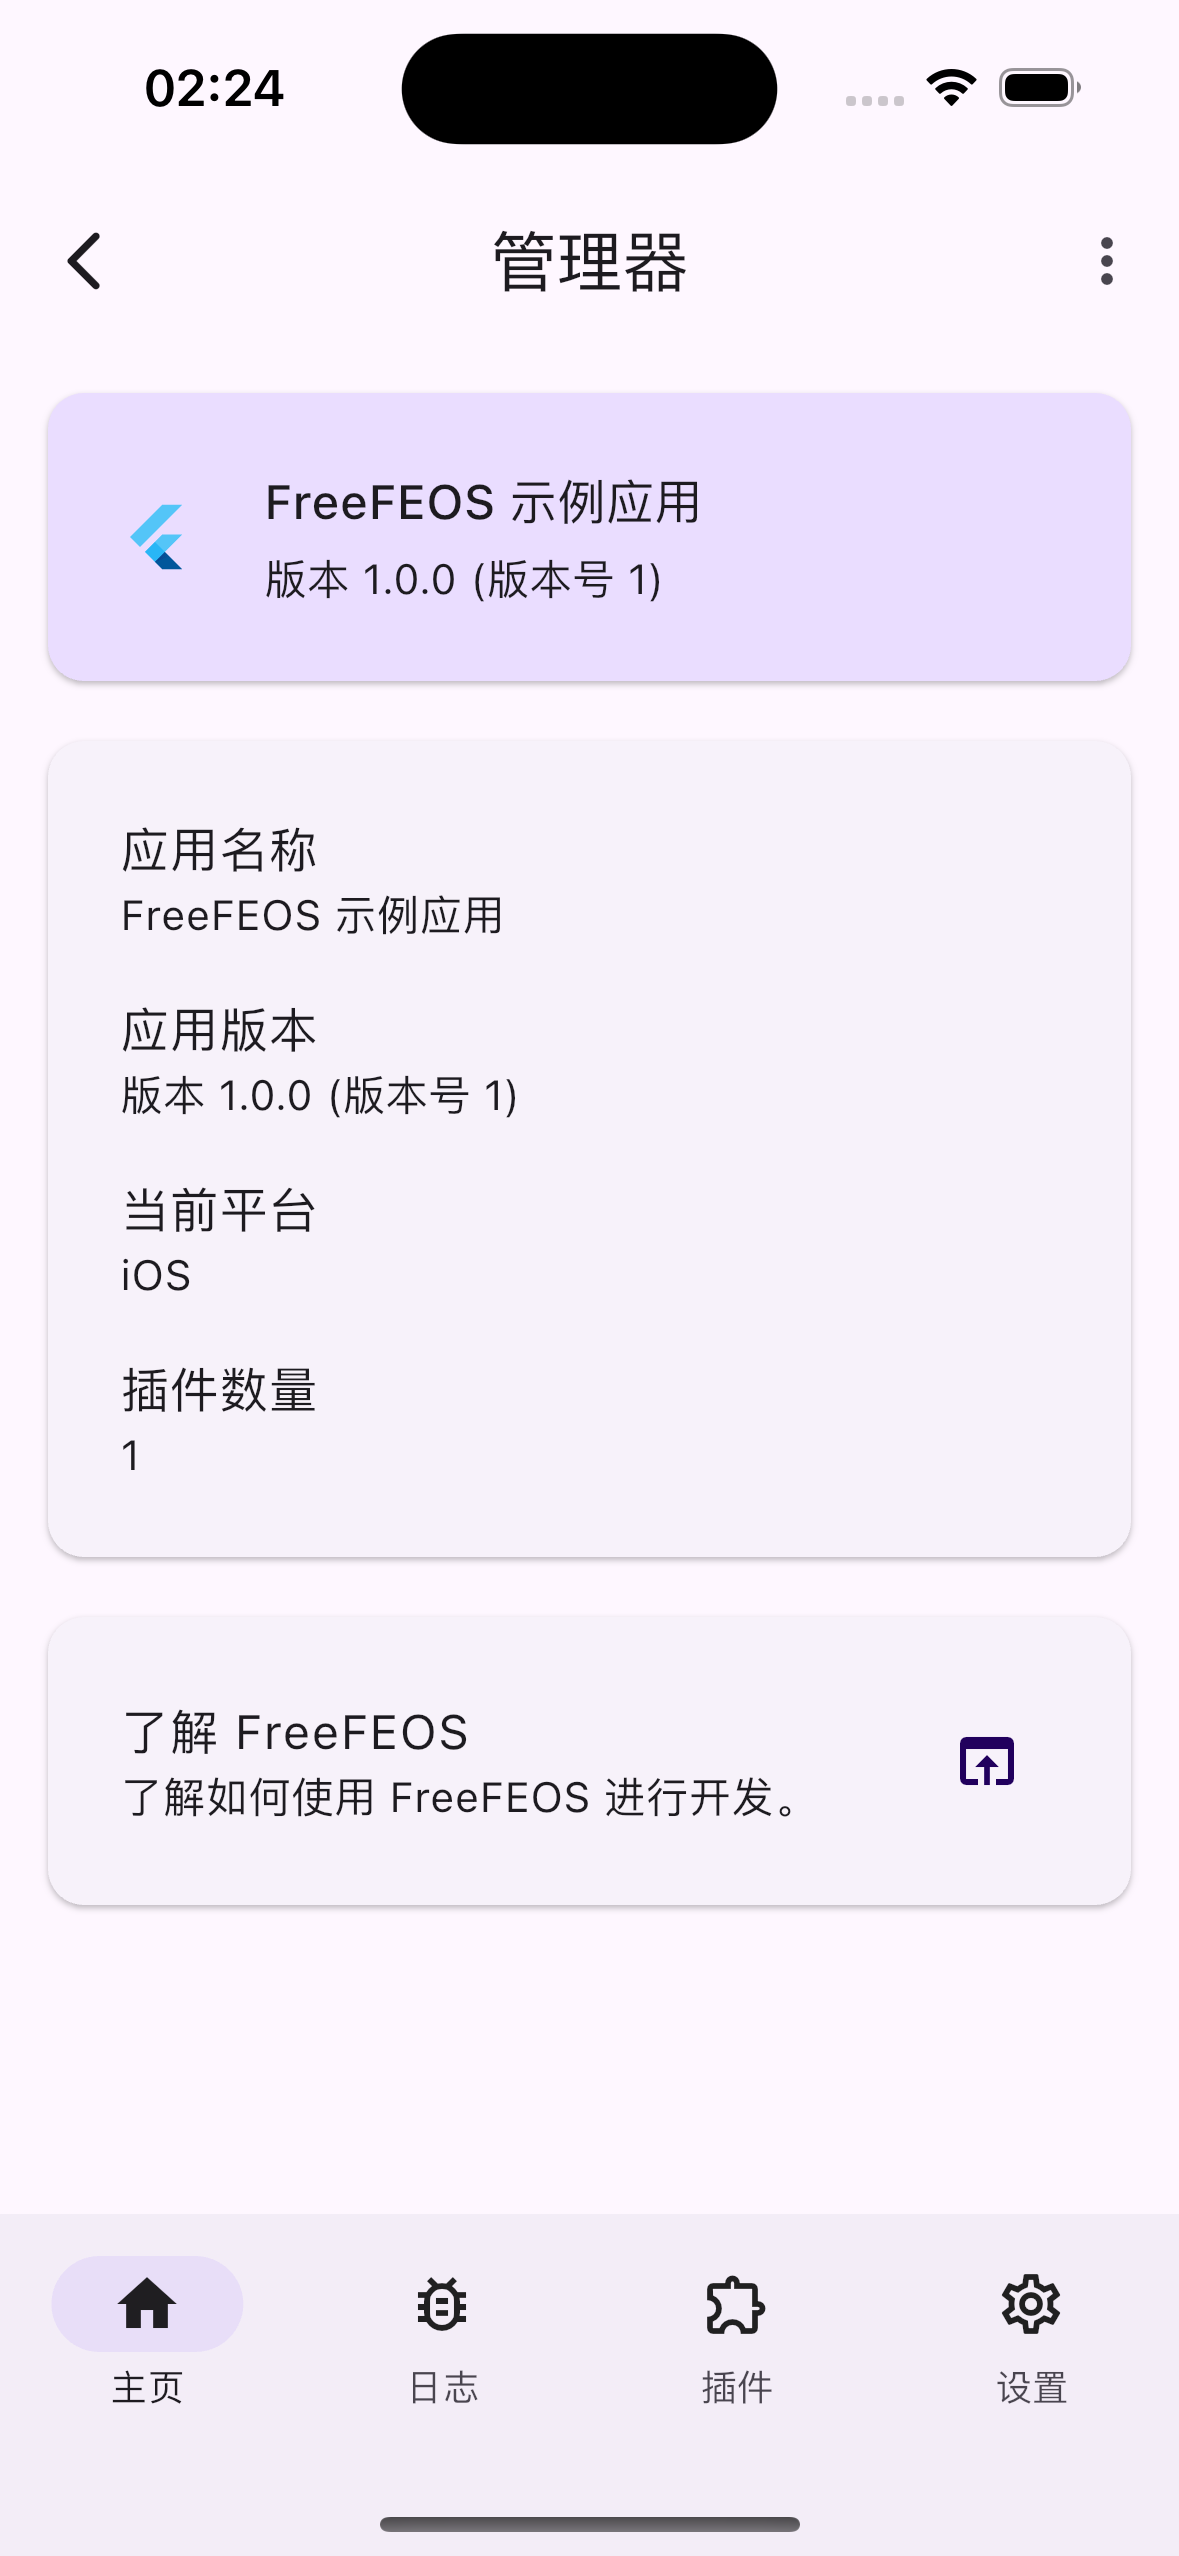 02:24
管理器
FreeFEOS 示例应用
版本 1.0.0 (版本号 1)
应用名称
FreeFEOS 示例应用
应用版本
版本 1.0.0 (版本号 1)
当前平台
iOS
插件数量
1
了解 FreeFEOS
了解如何使用 FreeFEOS 进行开发。
主页
日志
插件
设置